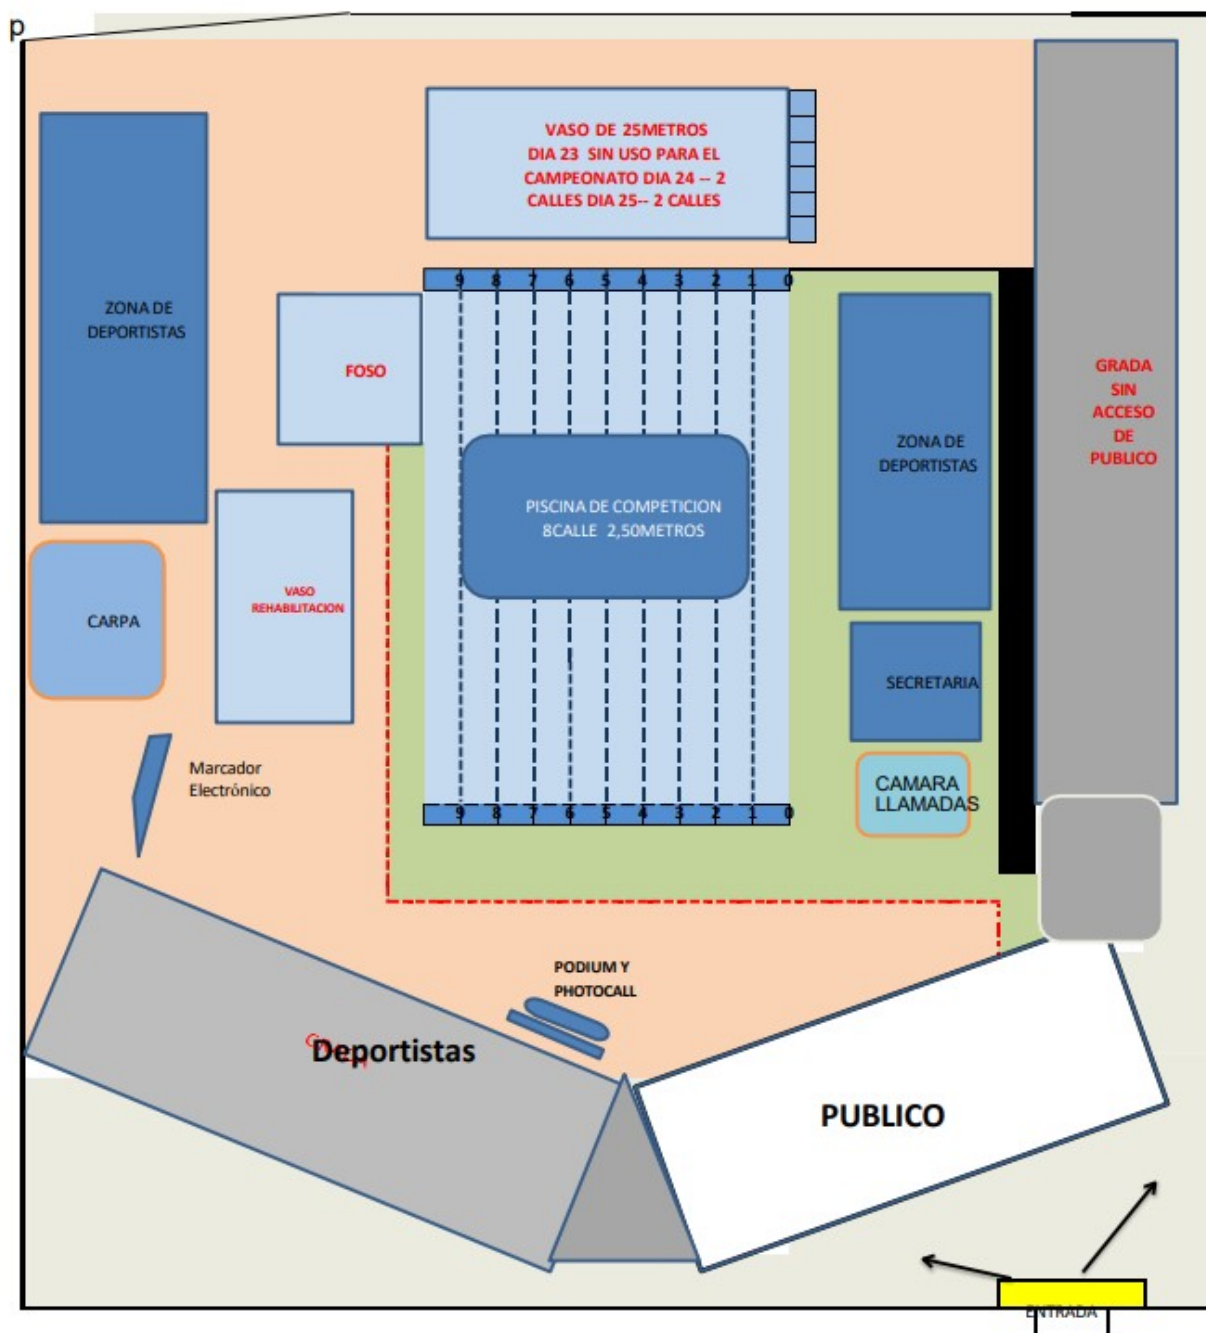 p
VASO DE 25METROS
DIA 23 SIN USO PARA EL
CAMPEONATO DIA 24 -- 2
CALLES DIA 25-- 2 CALLES
9 8 7 6 5 4 3 2 1 0
ZONA DE
DEPORTISTAS
FOSO
GRADA
SIN
ACCESO
DE
PUBLICO
ZONA DE
DEPORTISTAS
PISCINA DE COMPETICION
8CALLE 2,50METROS
VASO
REHABILITACION
CARPA
SECRETARIA
Marcador
Electrónico
CAMARA
LLAMADAS
9 8 7 6 5 4 3 2 1 0
PODIUM Y
PHOTOCALL
Deportistas
PUBLICO
ENTRADA